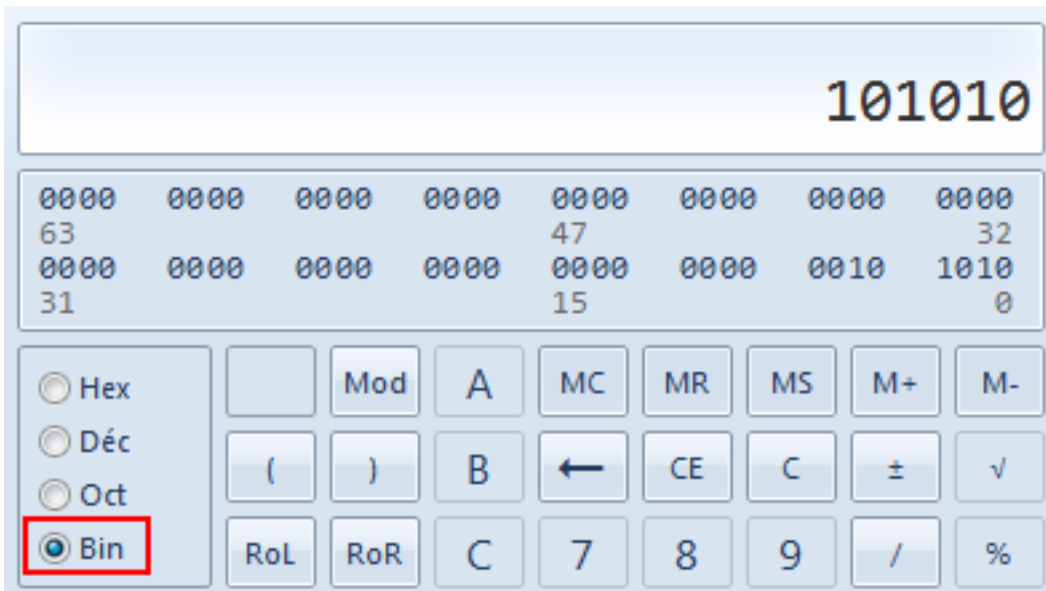 101010
0000 0000 0000 0000 0000 0000 0000 0000
63 47 32
0000 0000 0000 0000 0000 0000 0010 1010
31 15 0
Hex
Déc
Oct
Bin
Mod A MC MR MS M+ M-
( ) B ← CE C ± √
RoL RoR C 7 8 9 / %